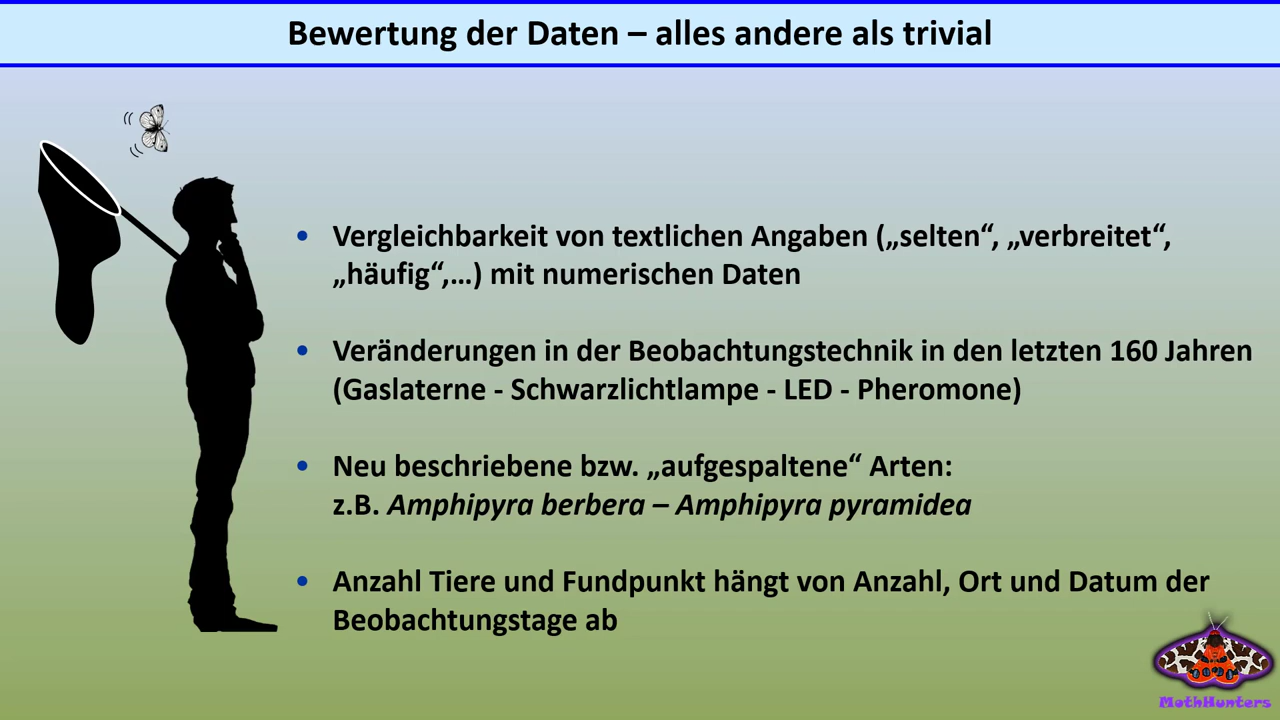 Bewertung der Daten – alles andere als trivial
• Vergleichbarkeit von textlichen Angaben („selten“, „verbreitet“,
„häufig“,…) mit numerischen Daten
• Veränderungen in der Beobachtungstechnik in den letzten 160 Jahren
(Gaslaterne - Schwarzlichtlampe - LED - Pheromone)
• Neu beschriebene bzw. „aufgespaltene“ Arten:
z.B. Amphipyra berbera – Amphipyra pyramidea
• Anzahl Tiere und Fundpunkt hängt von Anzahl, Ort und Datum der
Beobachtungstage ab
MothHunters